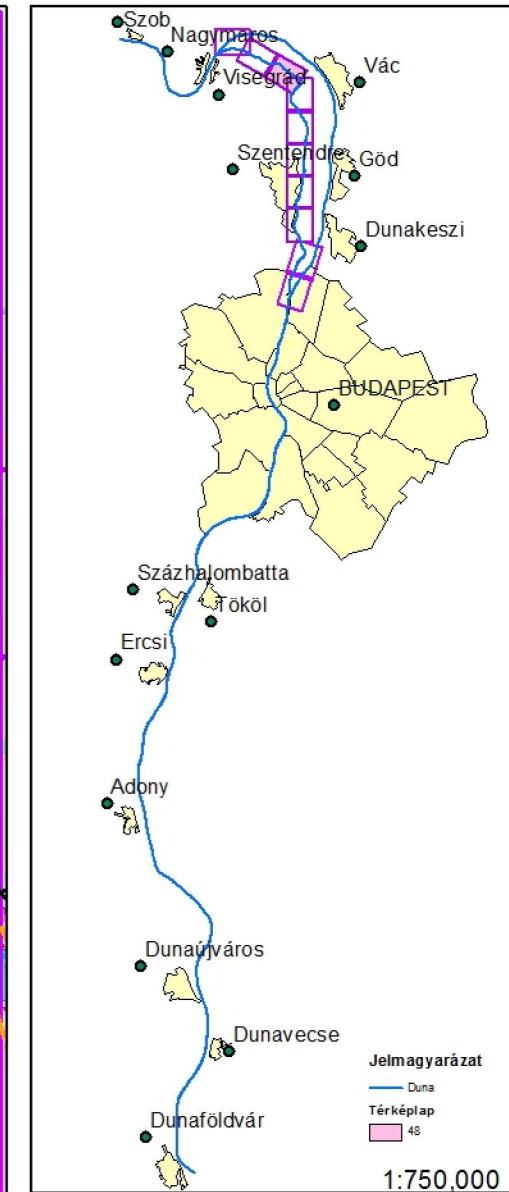 Szob
Nagymaros
Visegrád
Vác
Szentendre
Göd
Dunakeszi
BUDAPEST
Százhalombatta
Tököl
Ercsi
Adony
Dunaújváros
Dunavecse
Dunaföldvár
Jelmagyarázat
Duna
Térképlap
48
1:750,000